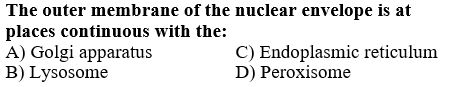 The outer membrane of the nuclear envelope is at
places continuous with the:
A) Golgi apparatus C) Endoplasmic reticulum
B) Lysosome D) Peroxisome